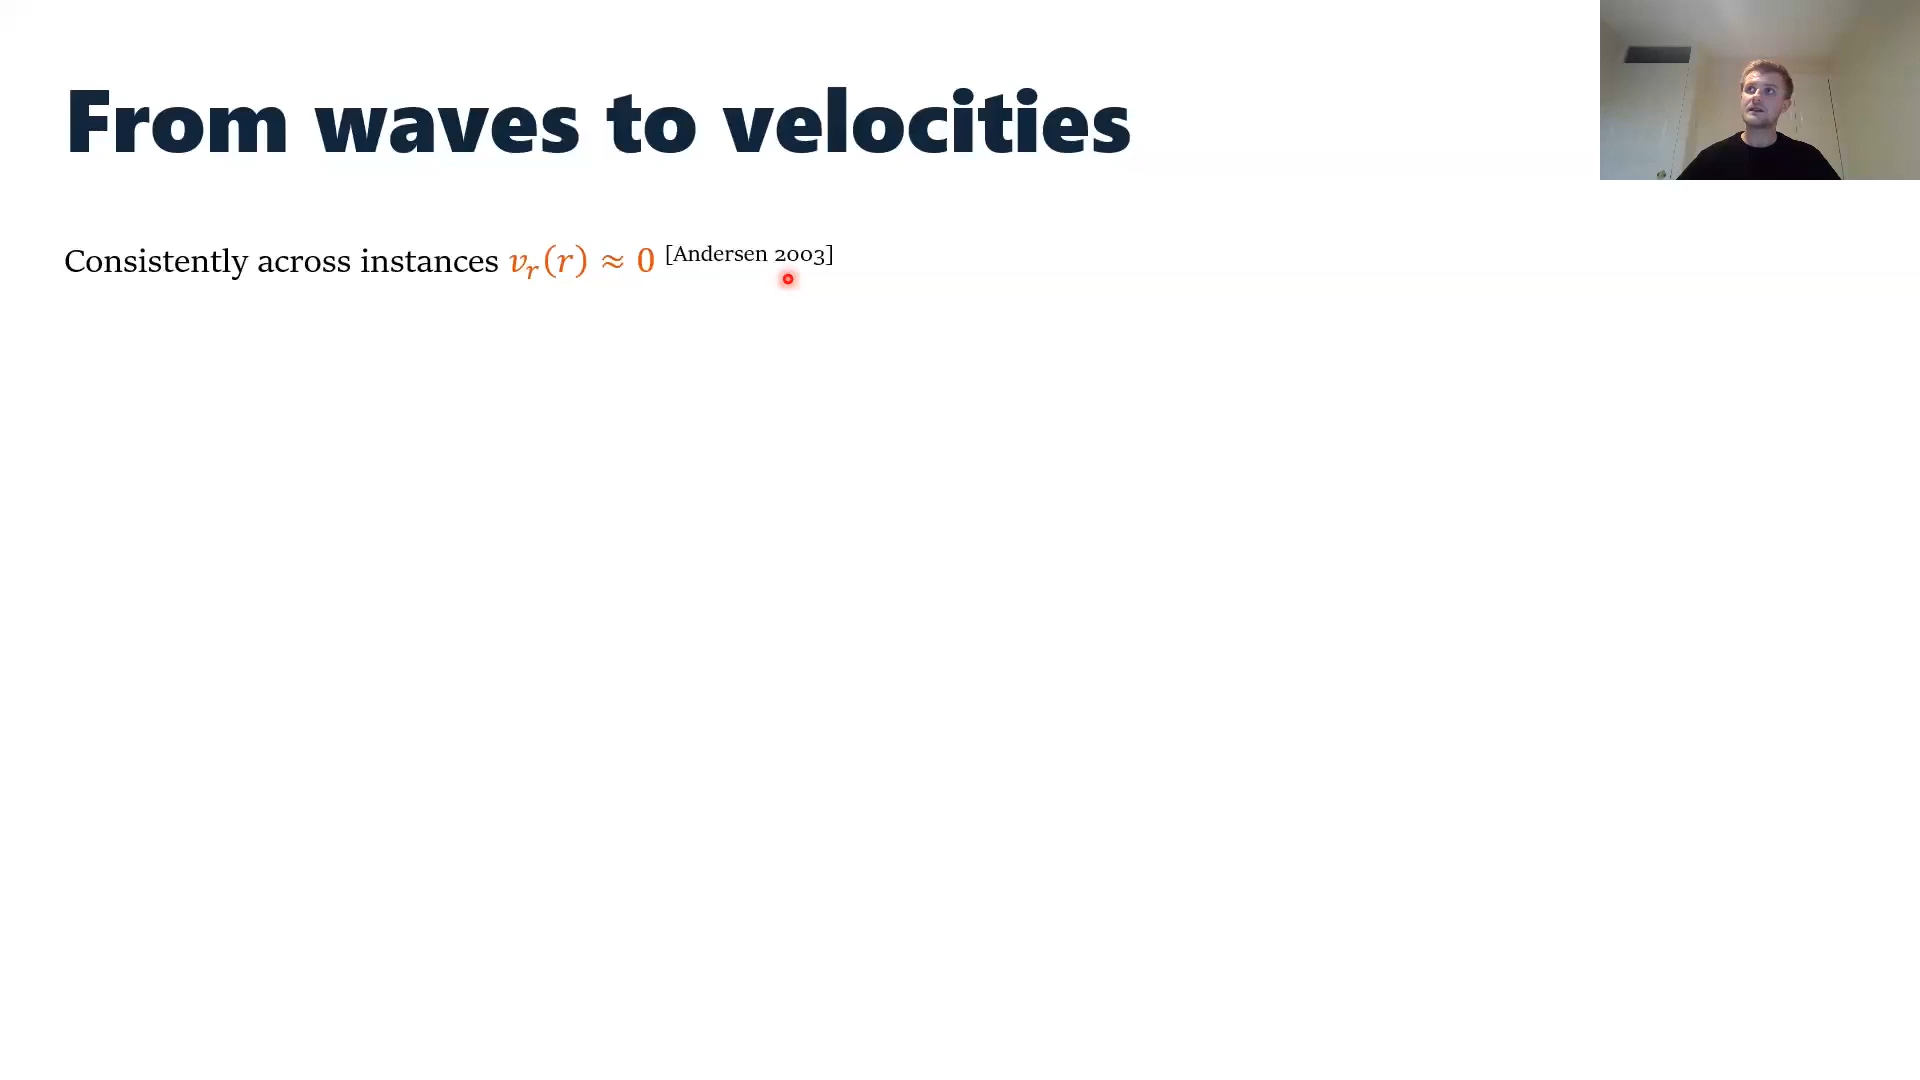 From waves to velocities
Consistently across instances v_r(r) ≈ 0 [Andersen 2003]